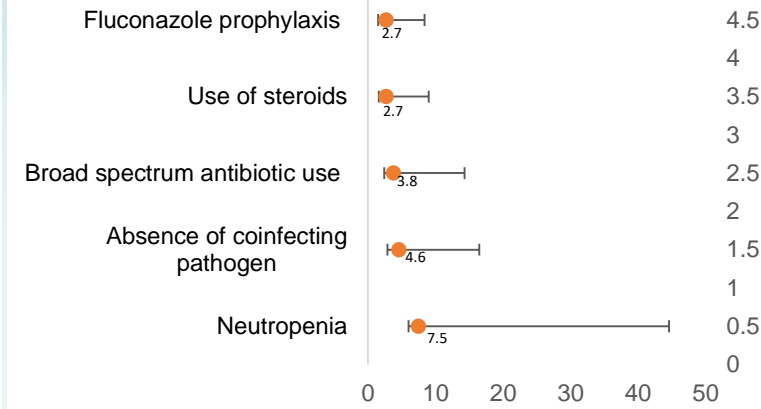 Fluconazole prophylaxis
2.7
4.5
4
Use of steroids
2.7
3.5
3
Broad spectrum antibiotic use
3.8
2.5
2
Absence of coinfecting
pathogen
4.6
1.5
1
Neutropenia
7.5
0.5
0
0 10 20 30 40 50